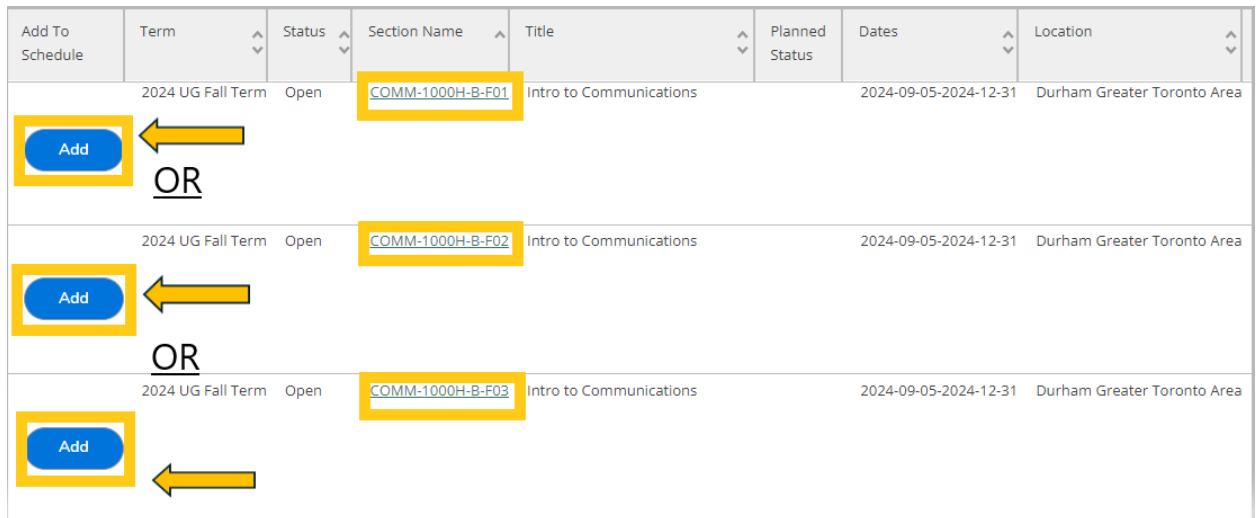 Add To Schedule Term Status Section Name Title Planned Status Dates Location
2024 UG Fall Term Open COMM-1000H-B-F01 Intro to Communications 2024-09-05-2024-12-31 Durham Greater Toronto Area
Add
OR
2024 UG Fall Term Open COMM-1000H-B-F02 Intro to Communications 2024-09-05-2024-12-31 Durham Greater Toronto Area
Add
OR
2024 UG Fall Term Open COMM-1000H-B-F03 Intro to Communications 2024-09-05-2024-12-31 Durham Greater Toronto Area
Add